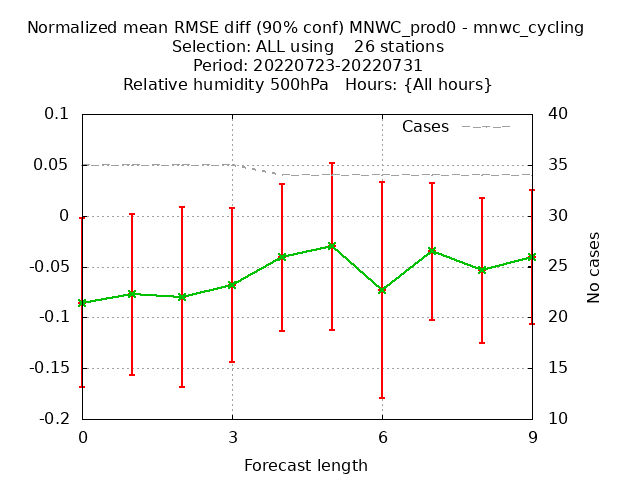 Normalized mean RMSE diff (90% conf) MNWC_prod0 - mnwc_cycling
Selection: ALL using    26 stations
Period: 20220723-20220731
Relative humidity 500hPa   Hours: {All hours}
Cases
0.1
0.05
0
-0.05
-0.1
-0.15
-0.2
40
35
30
25
20
15
10
No cases
0 3 6 9
Forecast length